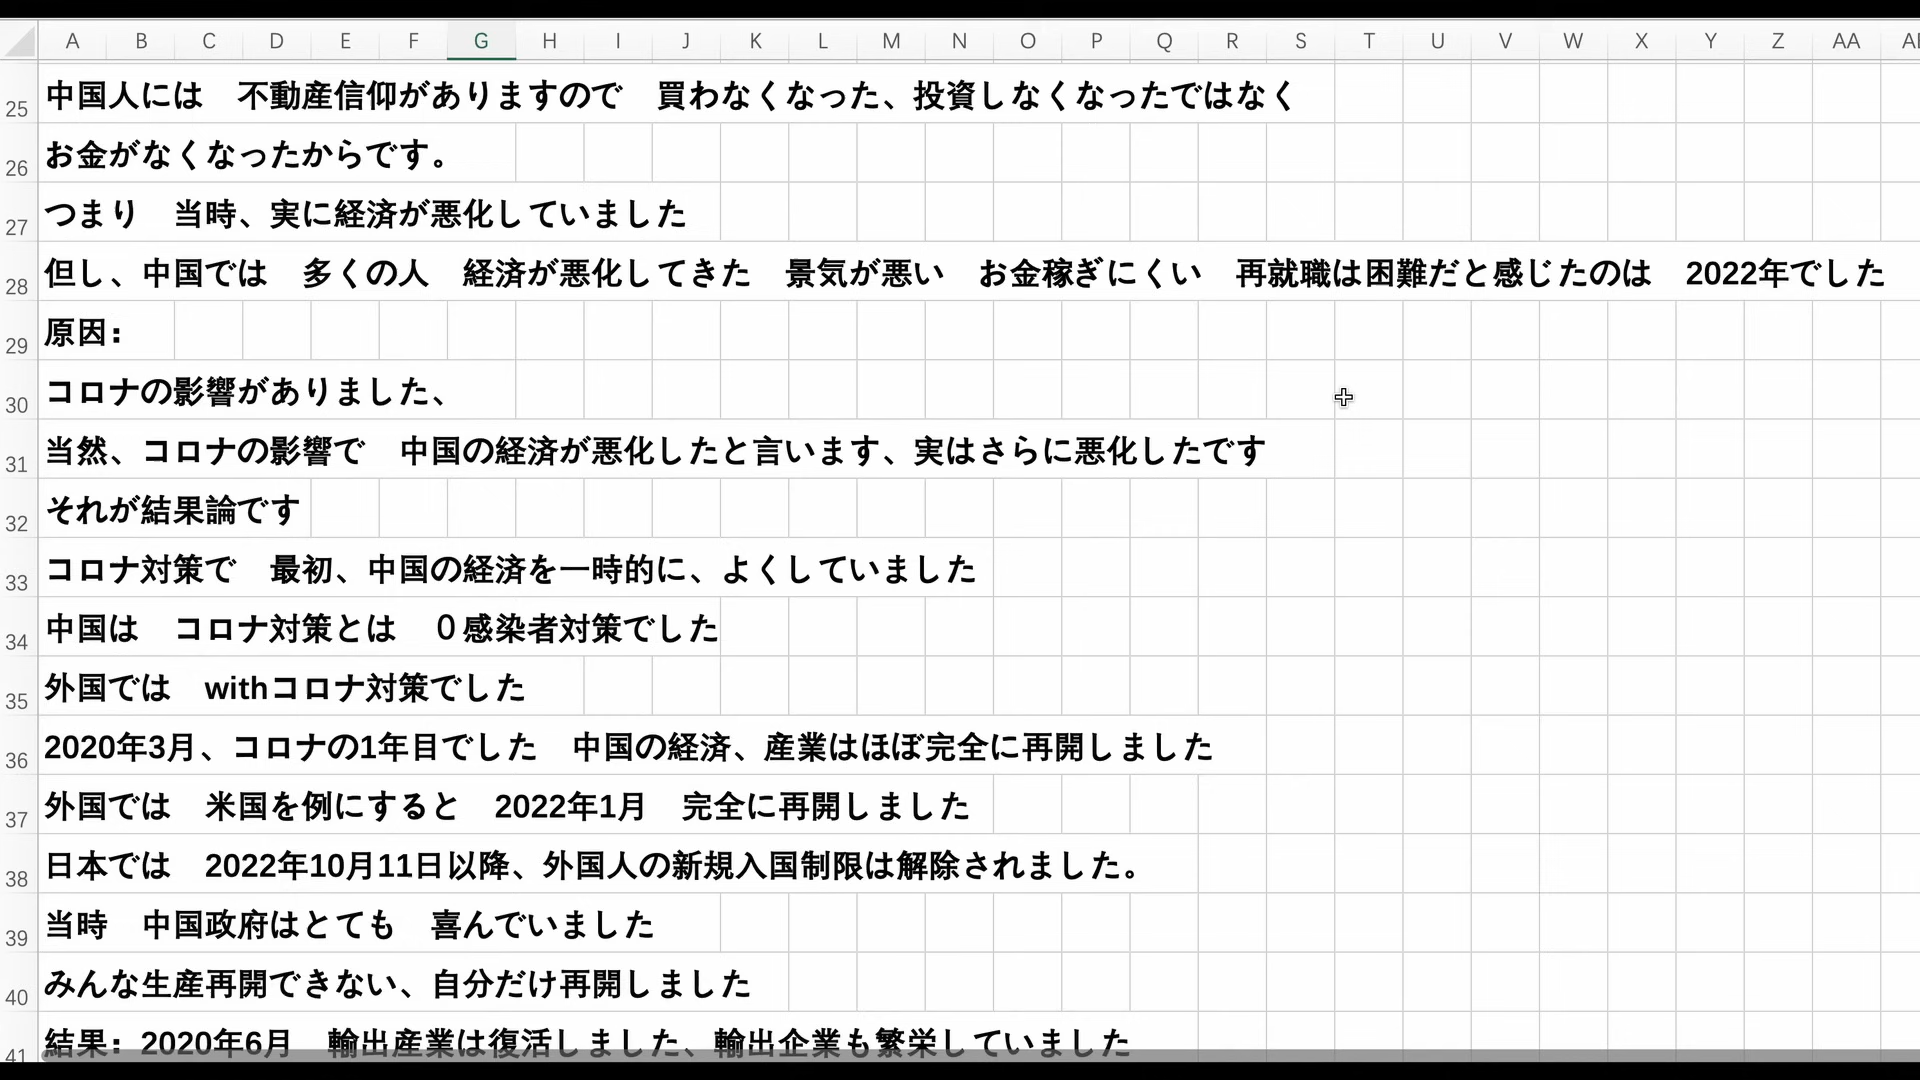 A B C D E F G H I J K L M N O P Q R S T U V W X Y Z AA
25 中国人には　不動産信仰がありますので　買わなくなった、投資しなくなったではなく
26 お金がなくなったからです。
27 つまり　当時、実に経済が悪化していました
28 但し、中国では　多くの人　経済が悪化してきた　景気が悪い　お金稼ぎにくい　再就職は困難だと感じたのは　2022年でした
29 原因：
30 コロナの影響がありました、
31 当然、コロナの影響で　中国の経済が悪化したと言います、実はさらに悪化したです
32 それが結果論です
33 コロナ対策で　最初、中国の経済を一時的に、よくしていました
34 中国は　コロナ対策とは　０感染者対策でした
35 外国では　withコロナ対策でした
36 2020年3月、コロナの1年目でした　中国の経済、産業はほぼ完全に再開しました
37 外国では　米国を例にすると　2022年1月　完全に再開しました
38 日本では　2022年10月11日以降、外国人の新規入国制限は解除されました。
39 当時　中国政府はとても　喜んでいました
40 みんな生産再開できない、自分だけ再開しました
41 結果：2020年6月　輸出産業は復活しました、輸出企業も繁栄していました